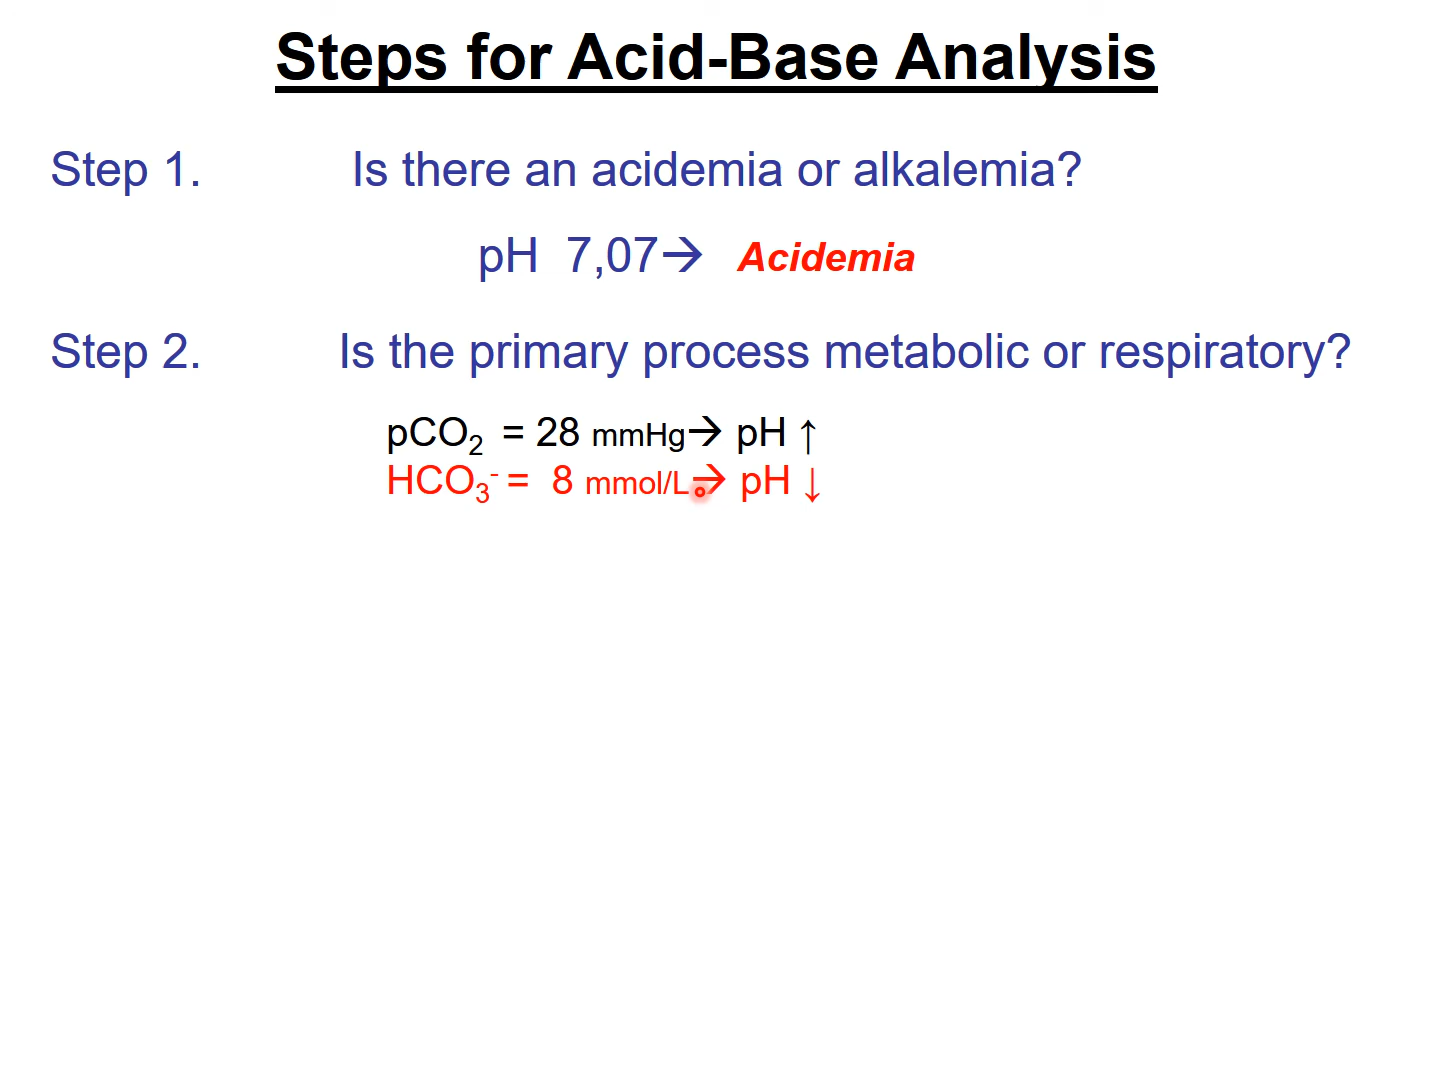 Steps for Acid-Base Analysis
Step 1. Is there an acidemia or alkalemia?
pH 7,07→ Acidemia
Step 2. Is the primary process metabolic or respiratory?
pCO₂ = 28 mmHg→ pH ↑
HCO₃⁻ = 8 mmol/L→ pH ↓